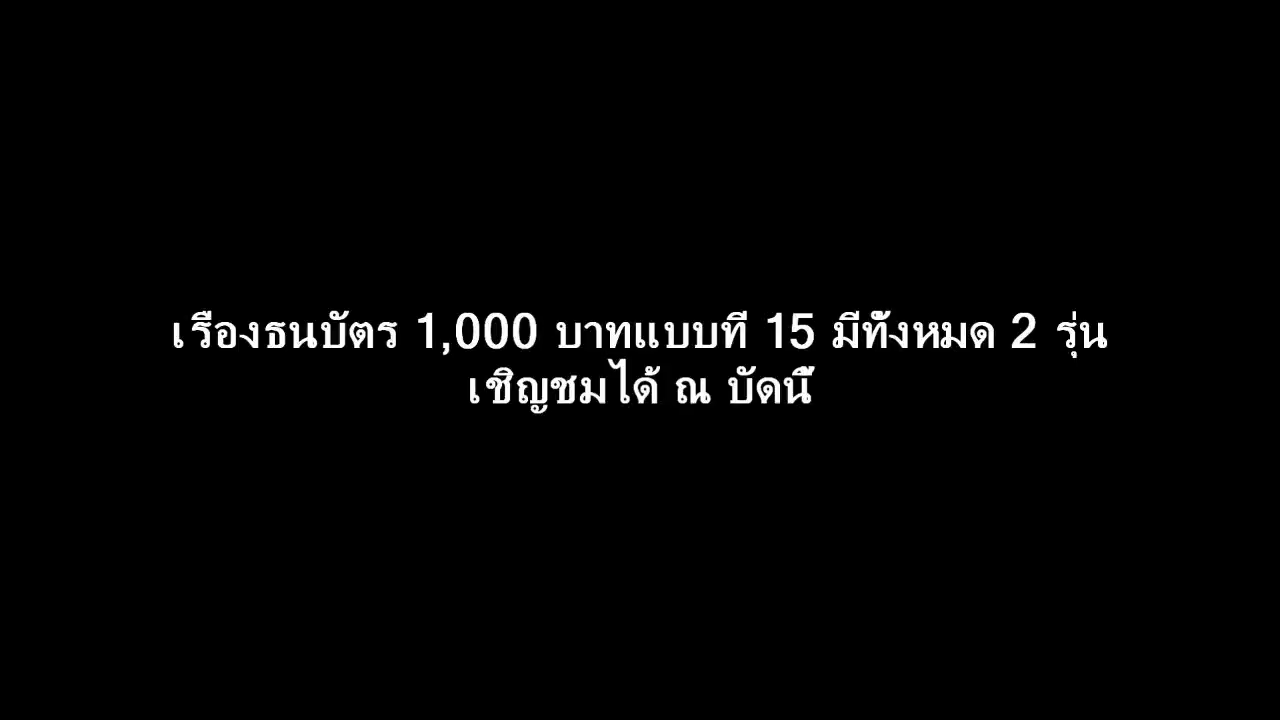 เรื่องธนบัตร 1,000 บาทแบบที่ 15 มีทั้งหมด 2 รุ่น
เชิญชมได้ ณ บัดนี้